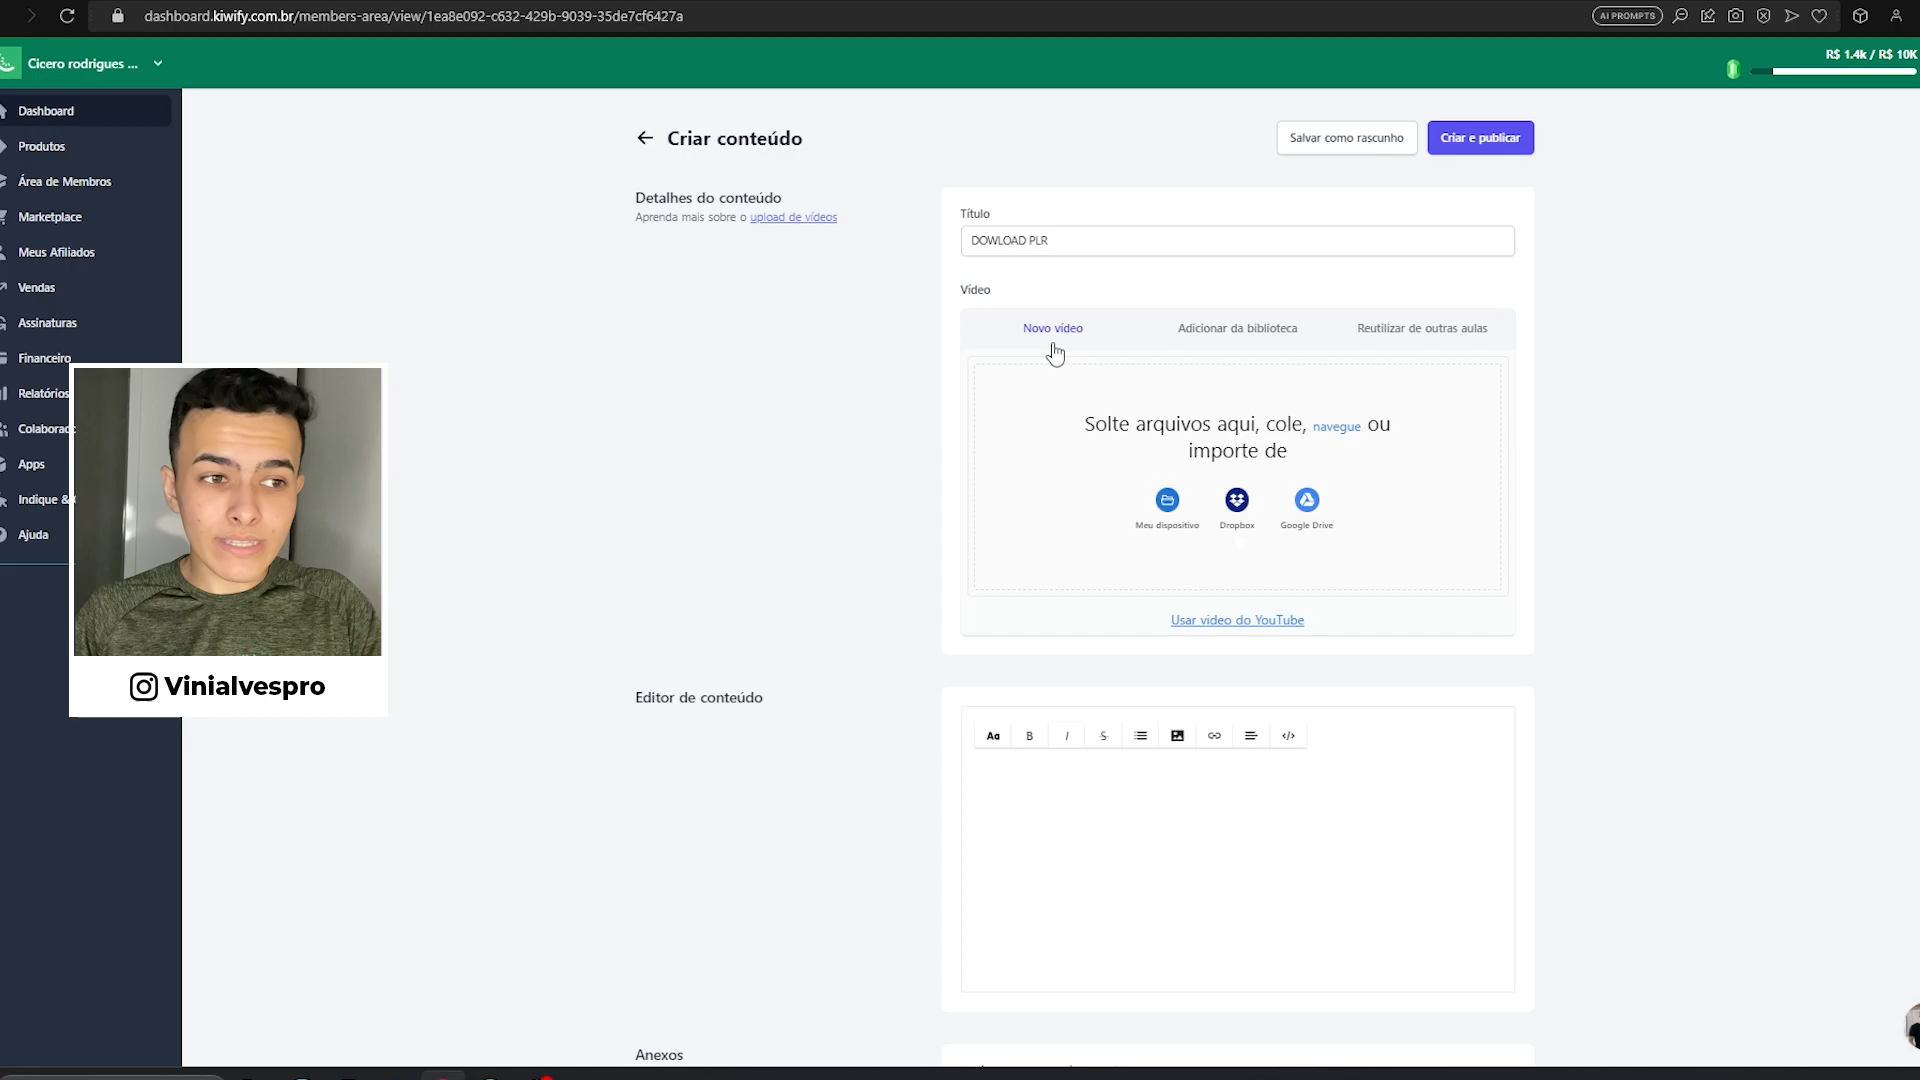 dashboard.kiwify.com.br/members-area/view/1ea8e092-c632-429b-9039-35de7cf6427a
AI PROMPTS
Cicero rodrigues ...
R$ 1.4k / R$ 10K
Dashboard
Produtos
Área de Membros
Marketplace
Meus Afiliados
Vendas
Assinaturas
Financeiro
Relatórios
Apps
Indique &
Ajuda
Vinialvespro
Criar conteúdo
Salvar como rascunho
Criar e publicar
Detalhes do conteúdo
Aprenda mais sobre o upload de vídeos
Título
DOWLOAD PLR
Vídeo
Novo vídeo
Adicionar da biblioteca
Reutilizar de outras aulas
Solte arquivos aqui, cole, navegue ou
importe de
Meu dispositivo
Dropbox
Google Drive
Usar video do YouTube
Editor de conteúdo
Aa B I S </>
Anexos